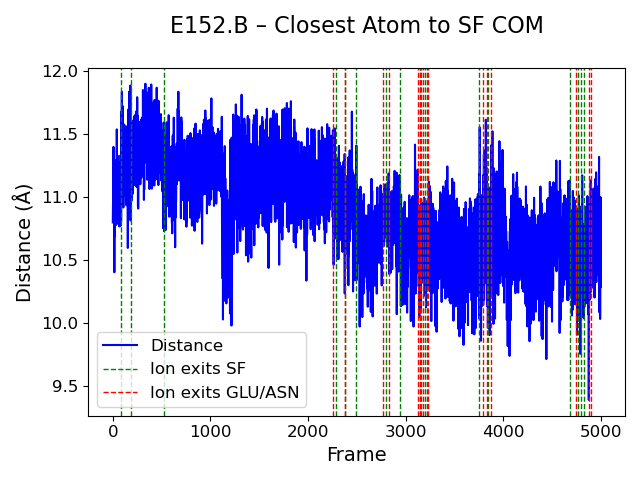 E152.B – Closest Atom to SF COM
Distance (Å)
12.0
11.5
11.0
10.5
10.0
9.5
Distance
Ion exits SF
Ion exits GLU/ASN
0 1000 2000 3000 4000 5000
Frame